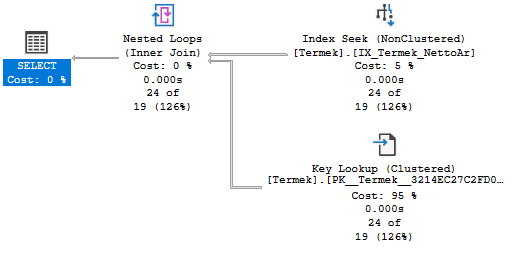 Nested Loops
(Inner Join)
Cost: 0 %
0.000s
24 of
19 (126%)
Index Seek (NonClustered)
[Termek].[IX_Termek_NettoAr]
Cost: 5 %
0.000s
24 of
19 (126%)
SELECT
Cost: 0 %
Key Lookup (Clustered)
[Termek].[PK__Termek__3214EC27C2FD0…
Cost: 95 %
0.000s
24 of
19 (126%)